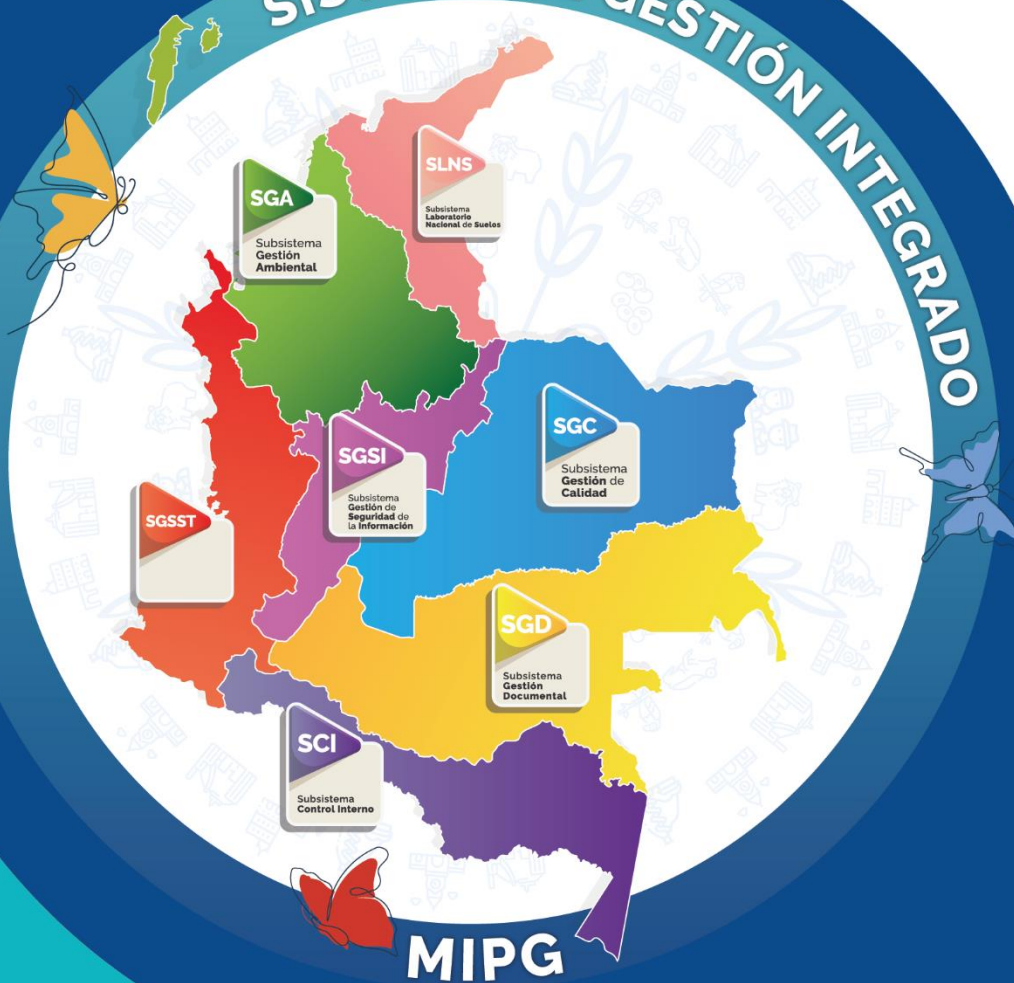 GESTIÓN INTEGRADO
SLNS
Subsistema
Laboratorio
Nacional de Suelos
SGA
Subsistema
Gestión
Ambiental
SGC
Subsistema
Gestión de
Calidad
SGSI
Subsistema
Gestión de
Seguridad de
la Información
SGSST
SGD
Subsistema
Gestión
Documental
SCI
Subsistema
Control Interno
MIPG